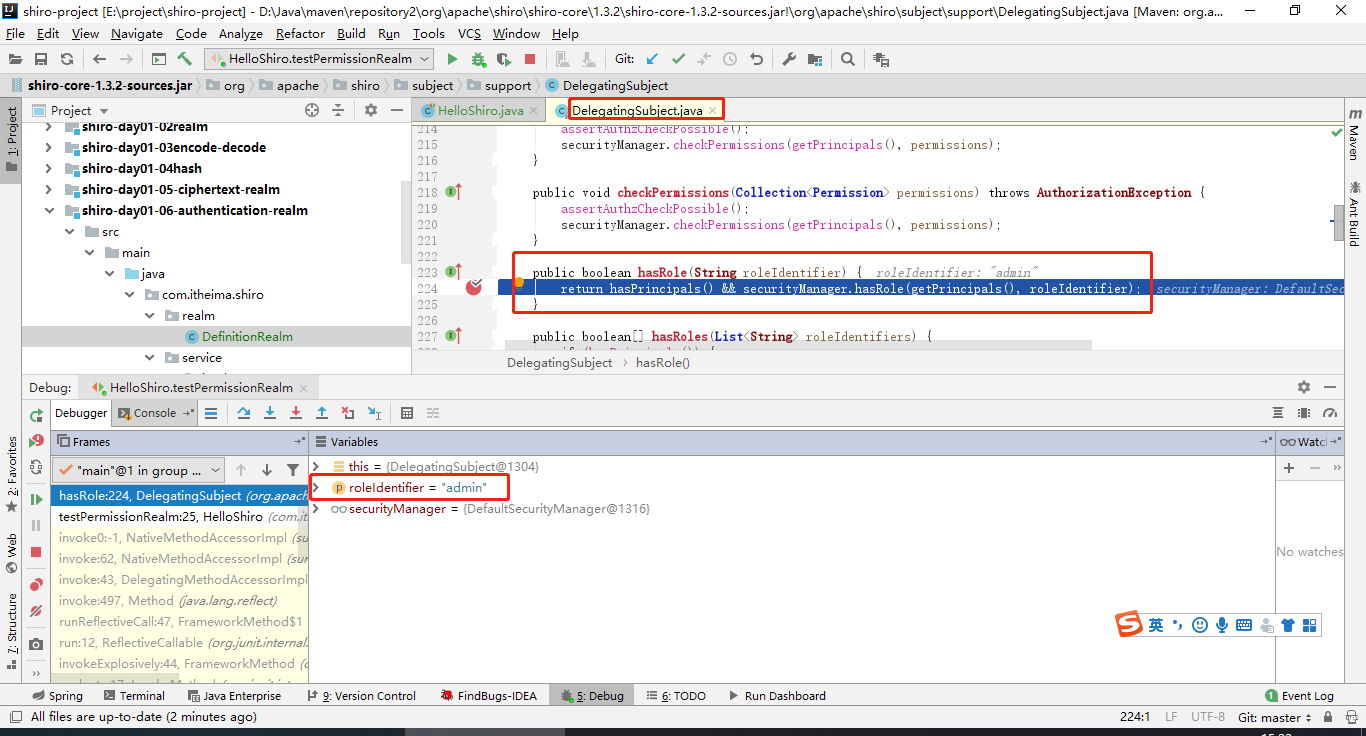 shiro-project [E:\project\shiro-project] - D:\Java\maven\repository2\org\apache\shiro\shiro-core\1.3.2\shiro-core-1.3.2-sources.jar!\org\apache\shiro\subject\support\DelegatingSubject.java [Maven: org.a...
File Edit View Navigate Code Analyze Refactor Build Run Tools VCS Window Help
HelloShiro.testPermissionRealm Git:
shiro-core-1.3.2-sources.jar org apache shiro subject support DelegatingSubject
Project HelloShiro.java DelegatingSubject.java
1: Project
Maven
Ant Build
shiro-day01-02realm
shiro-day01-03encode-decode
shiro-day01-04hash
shiro-day01-05-ciphertext-realm
shiro-day01-06-authentication-realm
src
main
java
com.itheima.shiro
realm
DefinitionRealm
service
214 assertAuthzCheckPossible();
215 securityManager.checkPermissions(getPrincipals(), permissions);
216 }
217
218 public void checkPermissions(Collection<Permission> permissions) throws AuthorizationException {
219 assertAuthzCheckPossible();
220 securityManager.checkPermissions(getPrincipals(), permissions);
221 }
222
223 public boolean hasRole(String roleIdentifier) { roleIdentifier: "admin"
224 return hasPrincipals() && securityManager.hasRole(getPrincipals(), roleIdentifier); securityManager: DefaultSec
225 }
226
227 public boolean[] hasRoles(List<String> roleIdentifiers) {
DelegatingSubject hasRole()
Debug: HelloShiro.testPermissionRealm
Debugger Console
Frames Variables Watch
"main"@1 in group ...
hasRole:224, DelegatingSubject (org.apach
testPermissionRealm:25, HelloShiro (com.it
invoke0:-1, NativeMethodAccessorImpl (su
invoke:62, NativeMethodAccessorImpl (sur
invoke:43, DelegatingMethodAccessorImpl
invoke:497, Method (java.lang.reflect)
runReflectiveCall:47, FrameworkMethod$1
run:12, ReflectiveCallable (org.junit.internal.
invokeExplosively:44, FrameworkMethod (
this = {DelegatingSubject@1304}
roleIdentifier = "admin"
securityManager = {DefaultSecurityManager@1316}
No watches
2: Favorites
Web
7: Structure
英
Spring Terminal Java Enterprise 9: Version Control FindBugs-IDEA 5: Debug 6: TODO Run Dashboard 1 Event Log
All files are up-to-date (2 minutes ago) 224:1 LF UTF-8 Git: master